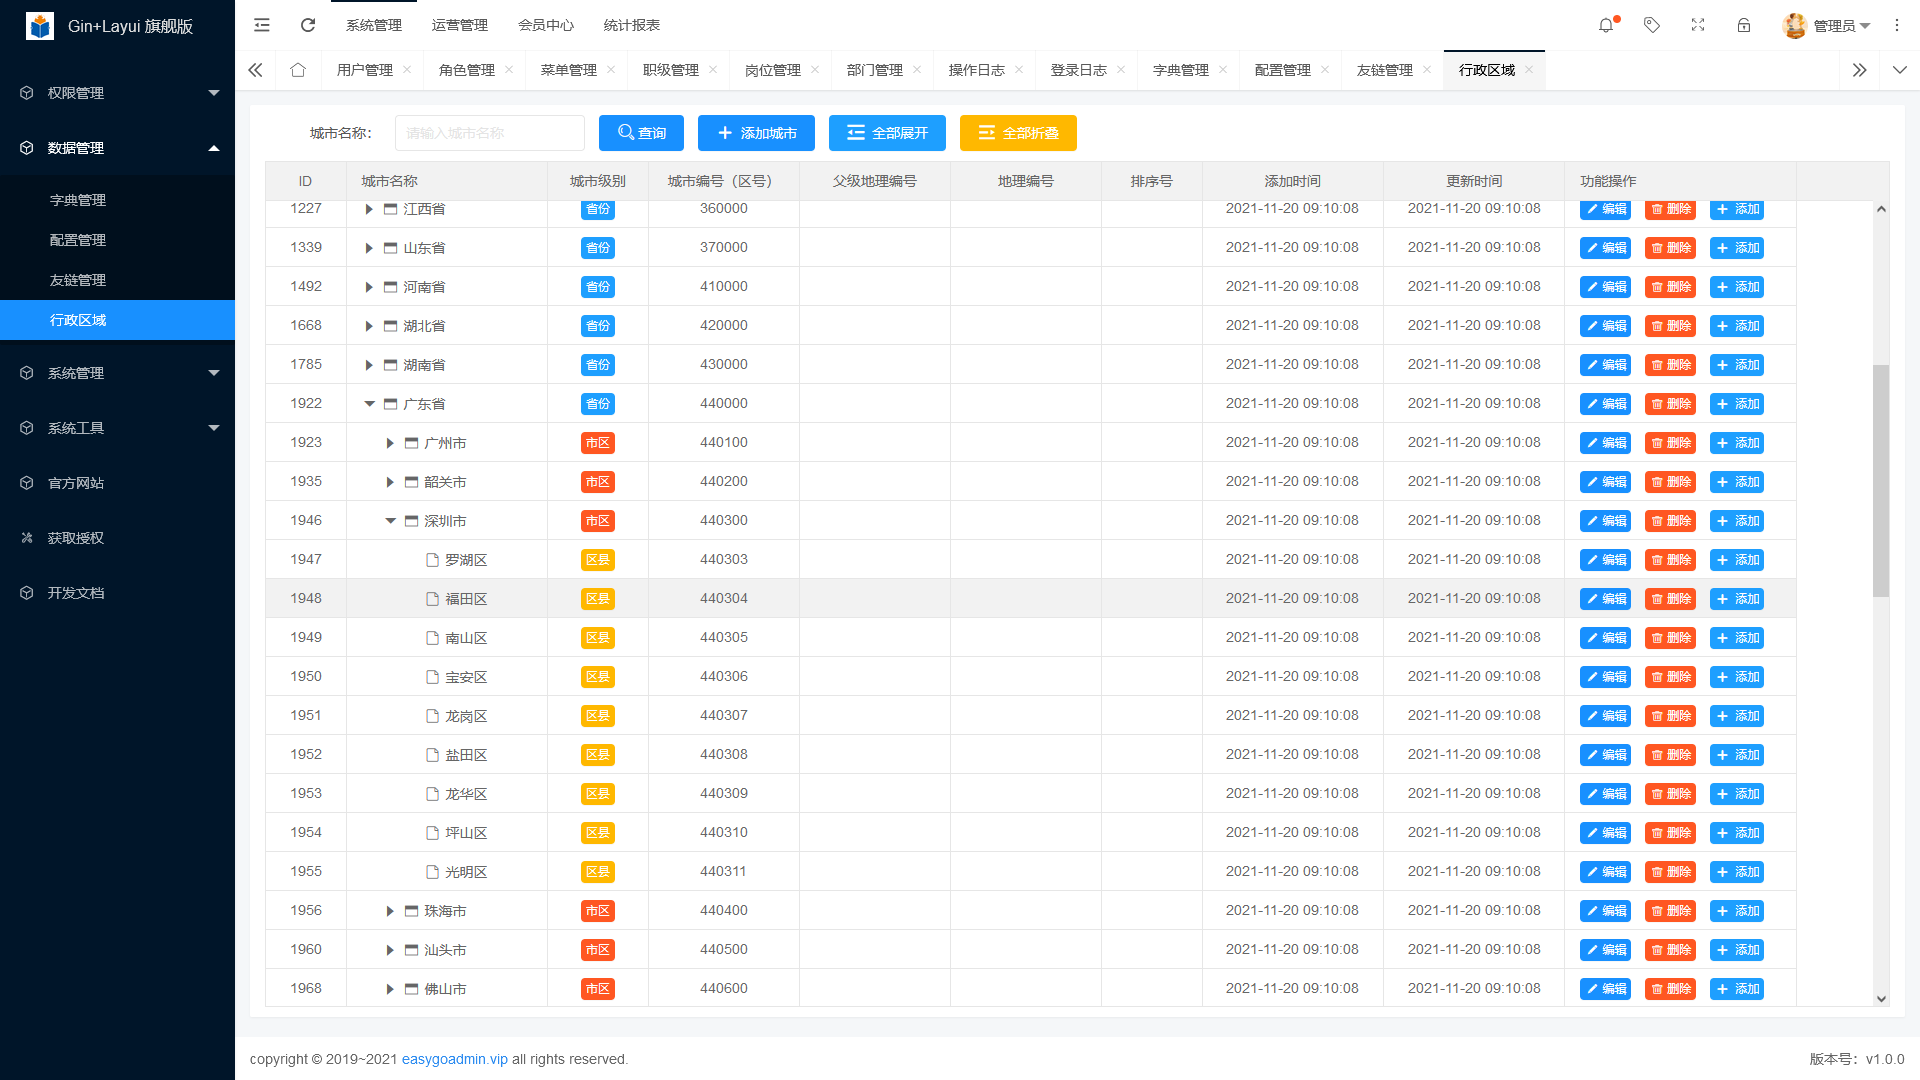 Gin+Layui 旗舰版
系统管理 运营管理 会员中心 统计报表 管理员
用户管理 角色管理 菜单管理 职级管理 岗位管理 部门管理 操作日志 登录日志 字典管理 配置管理 友链管理 行政区域
权限管理
数据管理
字典管理
配置管理
友链管理
行政区域
系统管理
系统工具
官方网站
获取授权
开发文档
城市名称： 请输入城市名称 查询 添加城市 全部展开 全部折叠
ID 城市名称 城市级别 城市编号（区号） 父级地理编号 地理编号 排序号 添加时间 更新时间 功能操作
1227 江西省 省份 360000 2021-11-20 09:10:08 2021-11-20 09:10:08 编辑 删除 添加
1339 山东省 省份 370000 2021-11-20 09:10:08 2021-11-20 09:10:08 编辑 删除 添加
1492 河南省 省份 410000 2021-11-20 09:10:08 2021-11-20 09:10:08 编辑 删除 添加
1668 湖北省 省份 420000 2021-11-20 09:10:08 2021-11-20 09:10:08 编辑 删除 添加
1785 湖南省 省份 430000 2021-11-20 09:10:08 2021-11-20 09:10:08 编辑 删除 添加
1922 广东省 省份 440000 2021-11-20 09:10:08 2021-11-20 09:10:08 编辑 删除 添加
1923 广州市 市区 440100 2021-11-20 09:10:08 2021-11-20 09:10:08 编辑 删除 添加
1935 韶关市 市区 440200 2021-11-20 09:10:08 2021-11-20 09:10:08 编辑 删除 添加
1946 深圳市 市区 440300 2021-11-20 09:10:08 2021-11-20 09:10:08 编辑 删除 添加
1947 罗湖区 区县 440303 2021-11-20 09:10:08 2021-11-20 09:10:08 编辑 删除 添加
1948 福田区 区县 440304 2021-11-20 09:10:08 2021-11-20 09:10:08 编辑 删除 添加
1949 南山区 区县 440305 2021-11-20 09:10:08 2021-11-20 09:10:08 编辑 删除 添加
1950 宝安区 区县 440306 2021-11-20 09:10:08 2021-11-20 09:10:08 编辑 删除 添加
1951 龙岗区 区县 440307 2021-11-20 09:10:08 2021-11-20 09:10:08 编辑 删除 添加
1952 盐田区 区县 440308 2021-11-20 09:10:08 2021-11-20 09:10:08 编辑 删除 添加
1953 龙华区 区县 440309 2021-11-20 09:10:08 2021-11-20 09:10:08 编辑 删除 添加
1954 坪山区 区县 440310 2021-11-20 09:10:08 2021-11-20 09:10:08 编辑 删除 添加
1955 光明区 区县 440311 2021-11-20 09:10:08 2021-11-20 09:10:08 编辑 删除 添加
1956 珠海市 市区 440400 2021-11-20 09:10:08 2021-11-20 09:10:08 编辑 删除 添加
1960 汕头市 市区 440500 2021-11-20 09:10:08 2021-11-20 09:10:08 编辑 删除 添加
1968 佛山市 市区 440600 2021-11-20 09:10:08 2021-11-20 09:10:08 编辑 删除 添加
copyright © 2019~2021 easygoadmin.vip all rights reserved. 版本号：v1.0.0